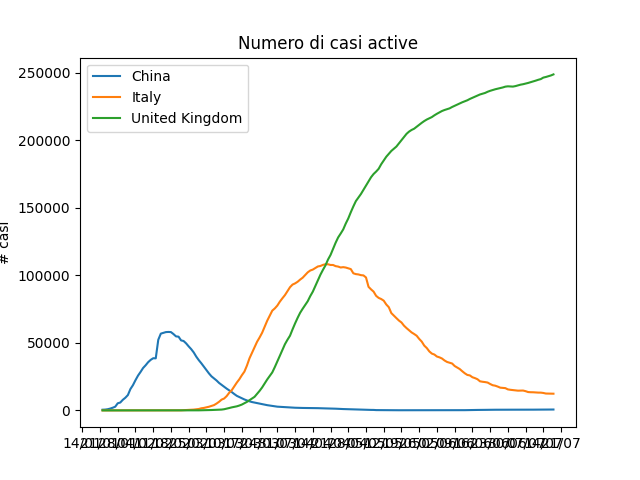 Numero di casi active
China
Italy
United Kingdom
250000
200000
150000
100000
50000
0
# casi